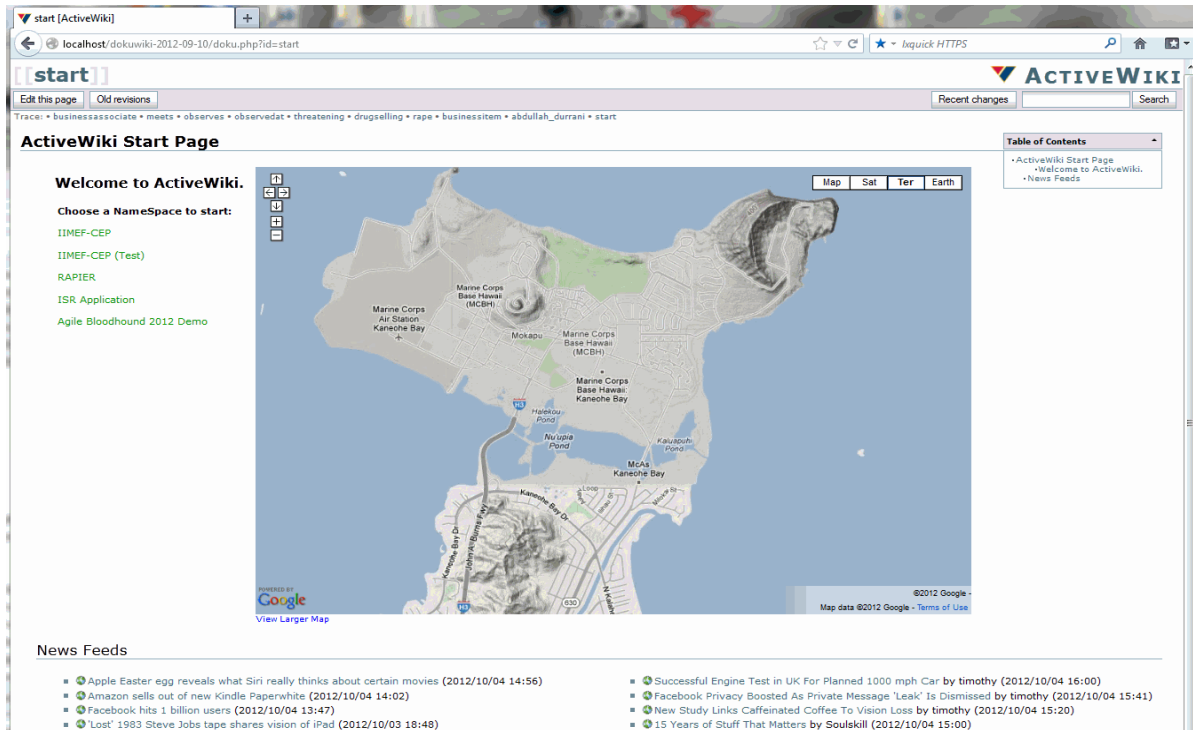 start [ActiveWiki]
localhost/dokuwiki-2012-09-10/doku.php?id=start
Ixquick HTTPS
[[start]]
ACTIVEWIKI
Edit this page
Old revisions
Recent changes
Search
Trace: • businessassociate • meets • observes • observedat • threatening • drugselling • rape • businessitem • abdullah_durrani • start
ActiveWiki Start Page
Table of Contents
ActiveWiki Start Page
Welcome to ActiveWiki.
News Feeds
Welcome to ActiveWiki.
Choose a NameSpace to start:
IIMEF-CEP
IIMEF-CEP (Test)
RAPIER
ISR Application
Agile Bloodhound 2012 Demo
Map
Sat
Ter
Earth
Marine Corps
Base Hawaii
(MCBH)
Marine Corps
Air Station
Kaneohe Bay
Mokapu
Marine Corps
Base Hawaii
(MCBH)
Marine Corps
Base Hawaii:
Kaneohe Bay
H3
Halekou
Pond
Nu'upia
Pond
Kaluapuhi
Pond
McAs
Kaneohe Bay
Kaneohe Bay Dr
Kaneohe Bay Dr
John A. Burns Fwy
Mokapu
N Kalaheo
630
H3
POWERED BY
Google
©2012 Google -
Map data ©2012 Google - Terms of Use
View Larger Map
News Feeds
Apple Easter egg reveals what Siri really thinks about certain movies (2012/10/04 14:56)
Amazon sells out of new Kindle Paperwhite (2012/10/04 14:02)
Facebook hits 1 billion users (2012/10/04 13:47)
'Lost' 1983 Steve Jobs tape shares vision of iPad (2012/10/03 18:48)
Successful Engine Test in UK For Planned 1000 mph Car by timothy (2012/10/04 16:00)
Facebook Privacy Boosted As Private Message 'Leak' Is Dismissed by timothy (2012/10/04 15:41)
New Study Links Caffeinated Coffee To Vision Loss by timothy (2012/10/04 15:20)
15 Years of Stuff That Matters by Soulskill (2012/10/04 15:00)